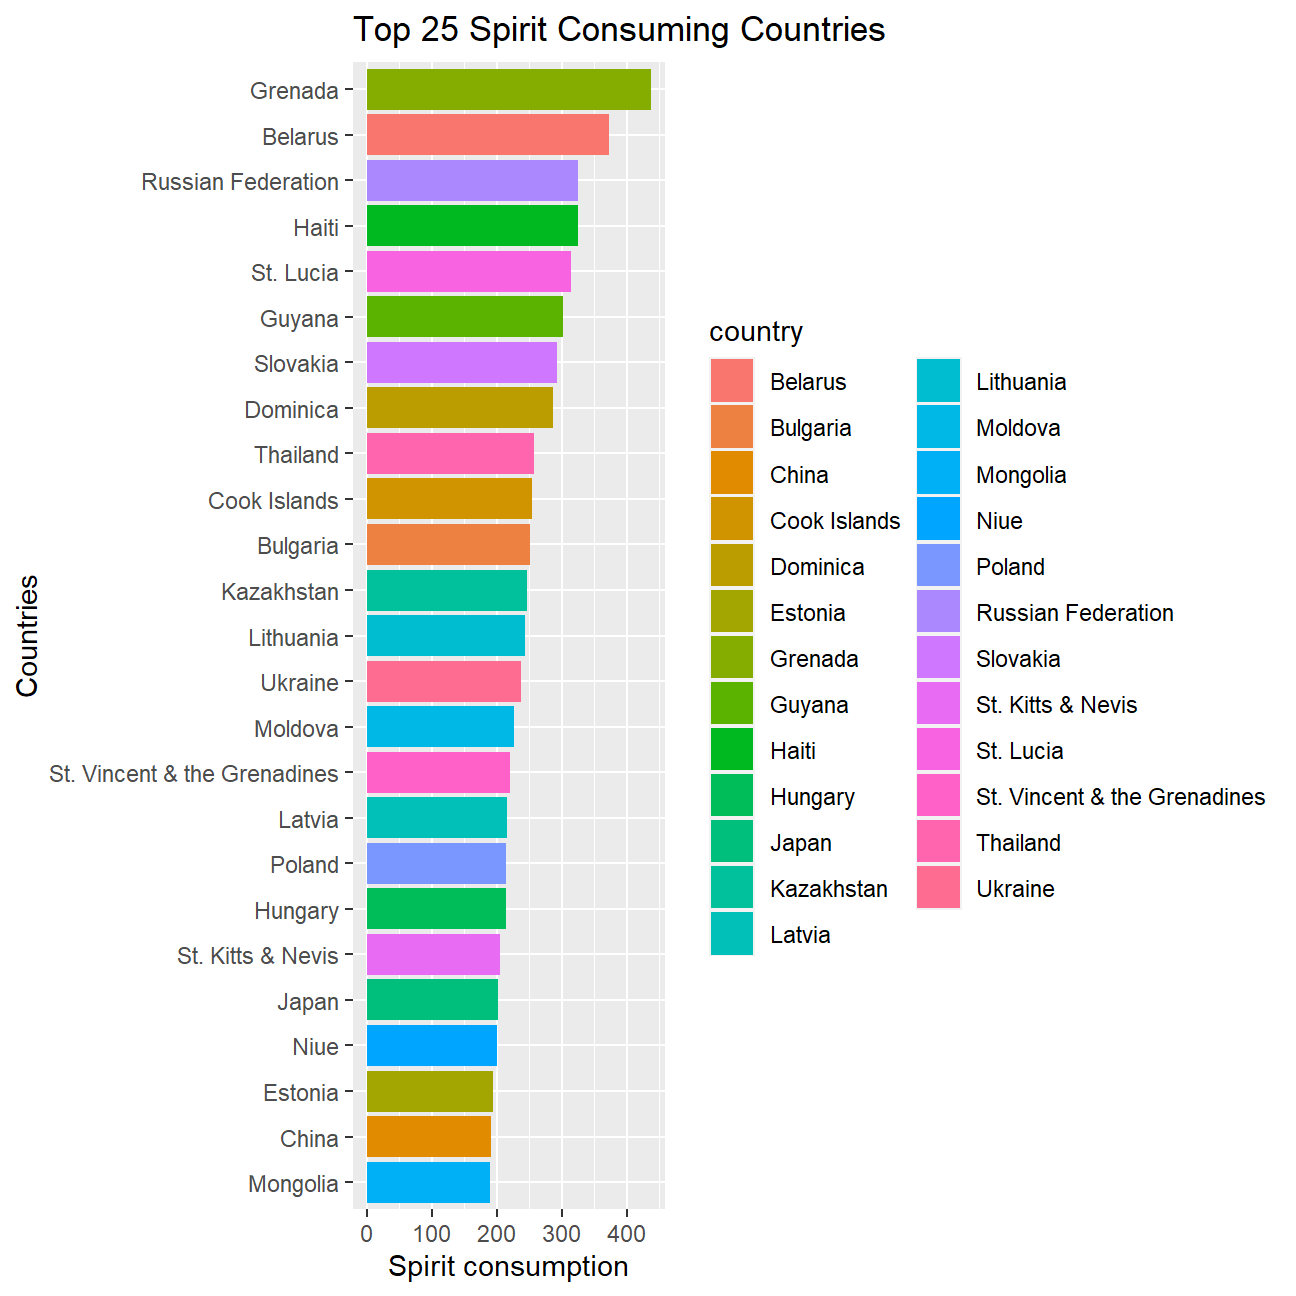 Top 25 Spirit Consuming Countries
Countries
Grenada
Belarus
Russian Federation
Haiti
St. Lucia
Guyana
Slovakia
Dominica
Thailand
Cook Islands
Bulgaria
Kazakhstan
Lithuania
Ukraine
Moldova
St. Vincent & the Grenadines
Latvia
Poland
Hungary
St. Kitts & Nevis
Japan
Niue
Estonia
China
Mongolia
0 100 200 300 400
Spirit consumption
country
Belarus
Bulgaria
China
Cook Islands
Dominica
Estonia
Grenada
Guyana
Haiti
Hungary
Japan
Kazakhstan
Latvia
Lithuania
Moldova
Mongolia
Niue
Poland
Russian Federation
Slovakia
St. Kitts & Nevis
St. Lucia
St. Vincent & the Grenadines
Thailand
Ukraine